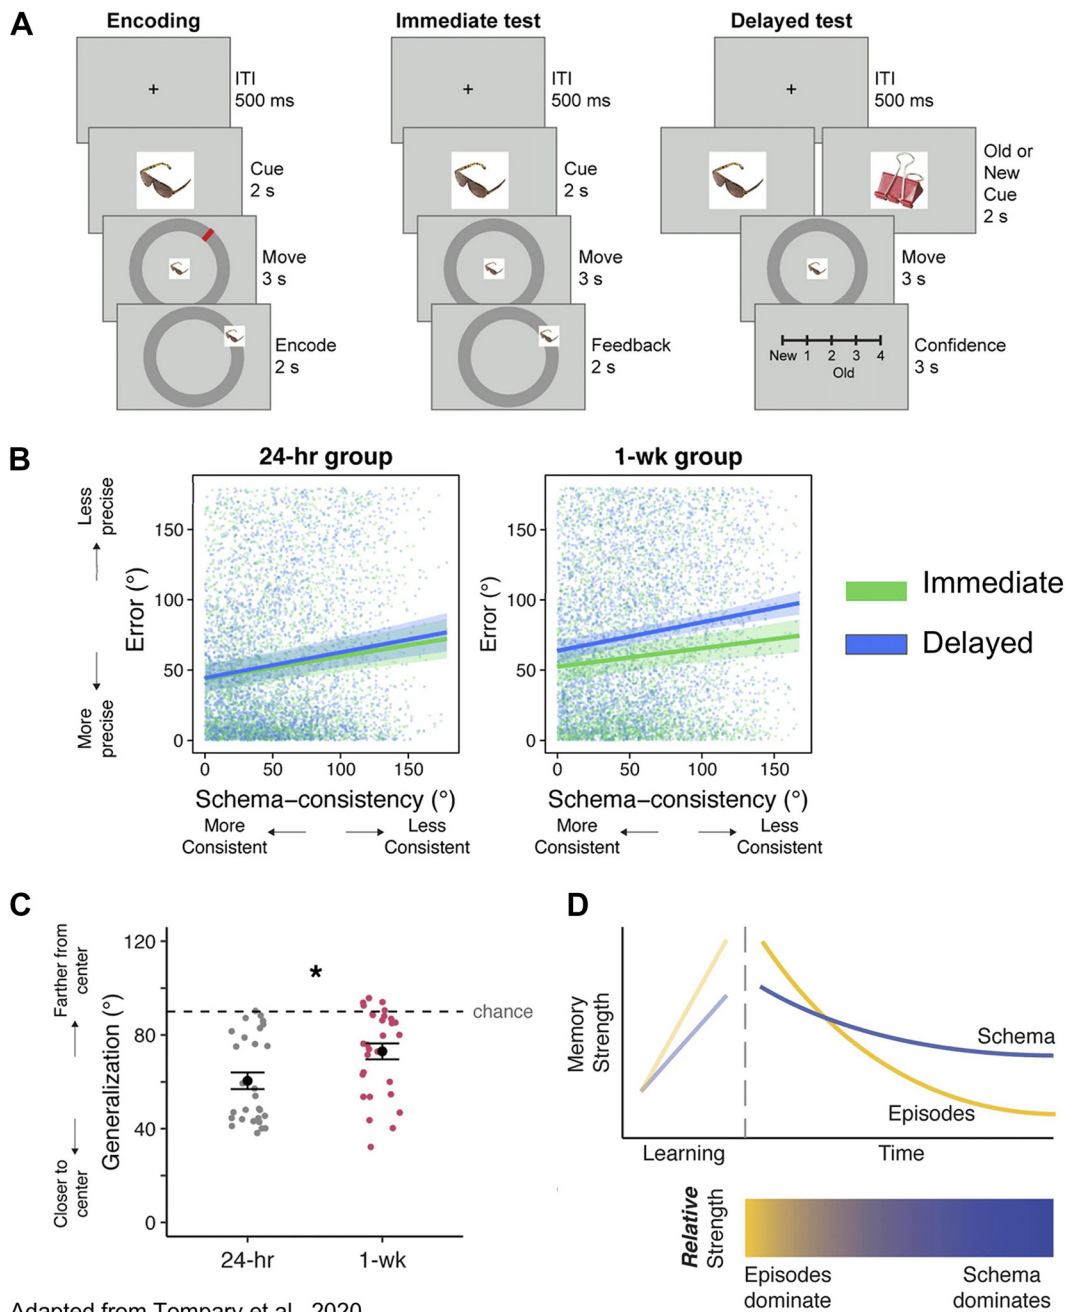 A
Encoding
Immediate test
Delayed test
+
ITI
500 ms
+
ITI
500 ms
+
ITI
500 ms
Cue
2 s
Cue
2 s
Old or
New
Cue
2 s
Move
3 s
Move
3 s
Move
3 s
Encode
2 s
Feedback
2 s
New 1 2 3 4
Old
Confidence
3 s
B
24-hr group
1-wk group
Less
precise
More
precise
Error (°)
150
100
50
0
0 50 100 150
Schema-consistency (°)
More
Consistent
Less
Consistent
Error (°)
150
100
50
0
0 50 100 150
Schema-consistency (°)
More
Consistent
Less
Consistent
Immediate
Delayed
C
Farther from
center
Closer to
center
Generalization (°)
120
80
40
0
*
chance
24-hr
1-wk
D
Memory
Strength
Schema
Episodes
Learning
Time
Relative
Strength
Episodes
dominate
Schema
dominates
Adapted from Tompary et al., 2020